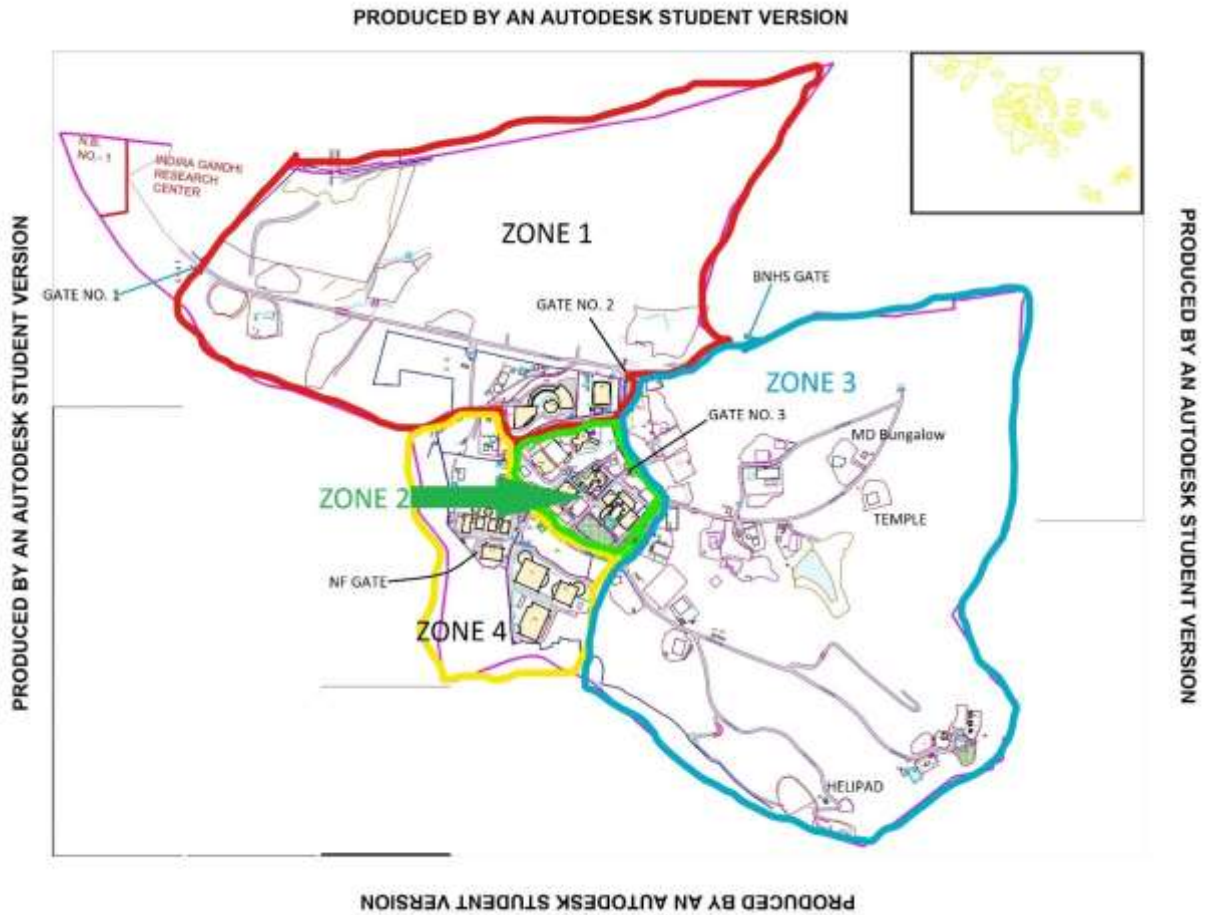 PRODUCED BY AN AUTODESK STUDENT VERSION
N.B.
NO.- 1
INDIRA GANDHI
RESEARCH
CENTER
ZONE 1
GATE NO. 1
GATE NO. 2
BNHS GATE
ZONE 3
GATE NO. 3
MD Bungalow
ZONE 2
TEMPLE
NF GATE
ZONE 4
HELIPAD
PRODUCED BY AN AUTODESK STUDENT VERSION
PRODUCED BY AN AUTODESK STUDENT VERSION
PRODUCED BY AN AUTODESK STUDENT VERSION